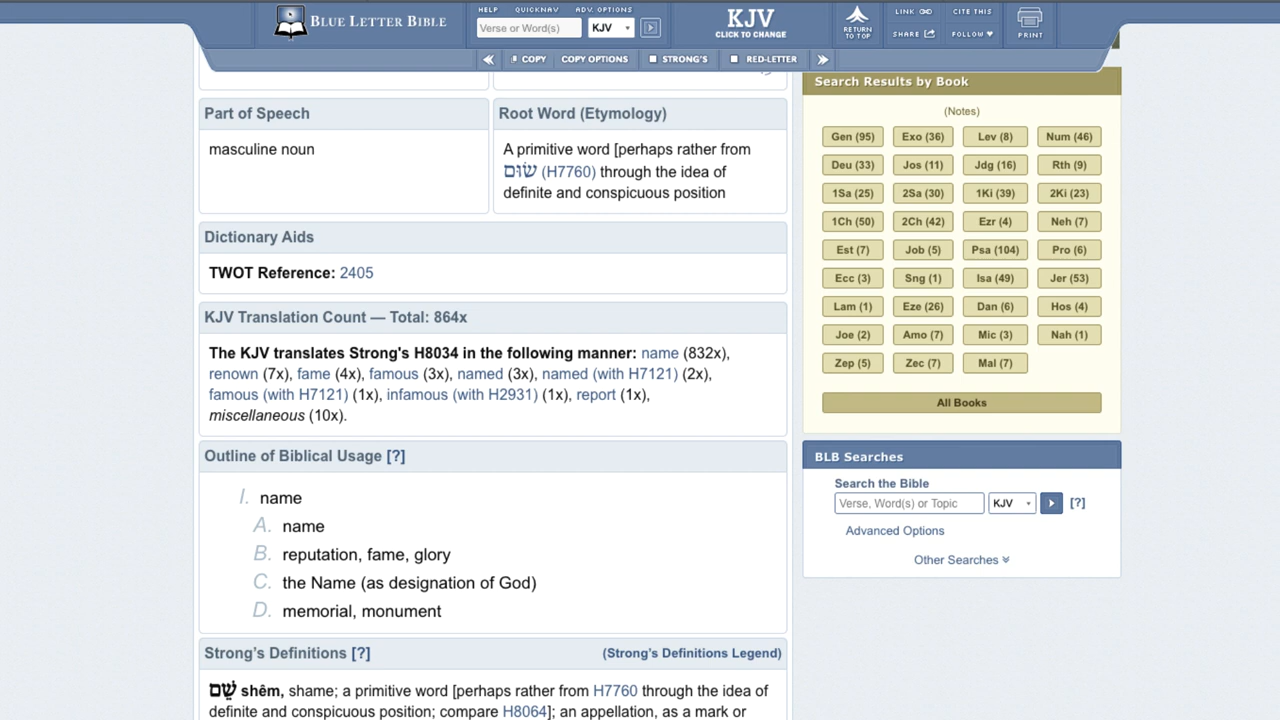 BLUE LETTER BIBLE
HELP QUICKNAV ADV. OPTIONS
Verse or Word(s) KJV
KJV
CLICK TO CHANGE
RETURN
TO TOP
LINK CITE THIS
SHARE FOLLOW
PRINT
COPY COPY OPTIONS STRONG'S RED-LETTER
Part of Speech
masculine noun
Root Word (Etymology)
A primitive word [perhaps rather from
שׂוּם (H7760) through the idea of
definite and conspicuous position
Dictionary Aids
TWOT Reference: 2405
KJV Translation Count — Total: 864x
The KJV translates Strong's H8034 in the following manner: name (832x),
renown (7x), fame (4x), famous (3x), named (3x), named (with H7121) (2x),
famous (with H7121) (1x), infamous (with H2931) (1x), report (1x),
miscellaneous (10x).
Outline of Biblical Usage [?]
I. name
A. name
B. reputation, fame, glory
C. the Name (as designation of God)
D. memorial, monument
Strong's Definitions [?] (Strong's Definitions Legend)
שֵׁם shêm, shame; a primitive word [perhaps rather from H7760 through the idea of
definite and conspicuous position; compare H8064]; an appellation, as a mark or
Search Results by Book
(Notes)
Gen (95) Exo (36) Lev (8) Num (46)
Deu (33) Jos (11) Jdg (16) Rth (9)
1Sa (25) 2Sa (30) 1Ki (39) 2Ki (23)
1Ch (50) 2Ch (42) Ezr (4) Neh (7)
Est (7) Job (5) Psa (104) Pro (6)
Ecc (3) Sng (1) Isa (49) Jer (53)
Lam (1) Eze (26) Dan (6) Hos (4)
Joe (2) Amo (7) Mic (3) Nah (1)
Zep (5) Zec (7) Mal (7)
All Books
BLB Searches
Search the Bible
Verse, Word(s) or Topic KJV [?]
Advanced Options
Other Searches